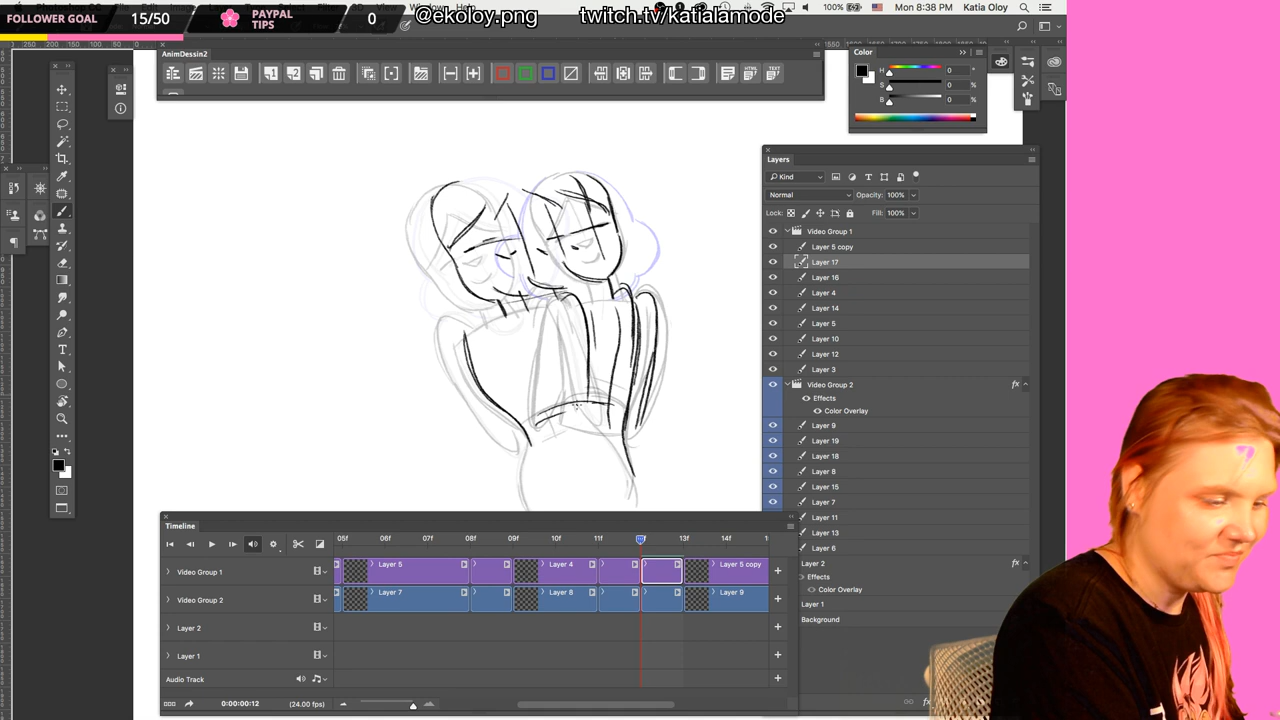 FOLLOWER GOAL 15/50 PAYPAL TIPS 0 @ekoloy.png twitch.tv/katialamode
100% Mo 8:38 PM Katia Oloy
AnimDessin2
Color
H 0 °
S 0 %
B 0 %
Layers
Kind
Normal Opacity: 100%
Lock: Fill: 100%
Video Group 1
Layer 5 copy
Layer 17
Layer 16
Layer 4
Layer 14
Layer 5
Layer 10
Layer 12
Layer 3
Video Group 2 fx
Effects
Color Overlay
Layer 9
Layer 19
Layer 18
Layer 8
Layer 15
Layer 7
Layer 11
Layer 13
Layer 6
Layer 2
Effects
Color Overlay
Layer 1
Background
Timeline
05f 06f 07f 08f 09f 10f 11f 13f 14f
Video Group 1 Layer 5 Layer 4 Layer 5 copy
Video Group 2 Layer 7 Layer 8 Layer 9
Layer 2
Layer 1
Audio Track
0:00:00:12 (24.00 fps)